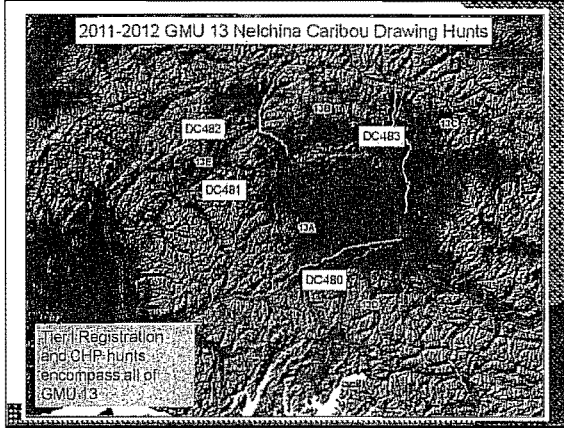 2011-2012 GMU 13 Nelchina Caribou Drawing Hunts
13B
DC482
DC483
13C
13E
DC481
13A
DC480
Tier I Registration
and CHP hunts
encompass all of
GMU 13